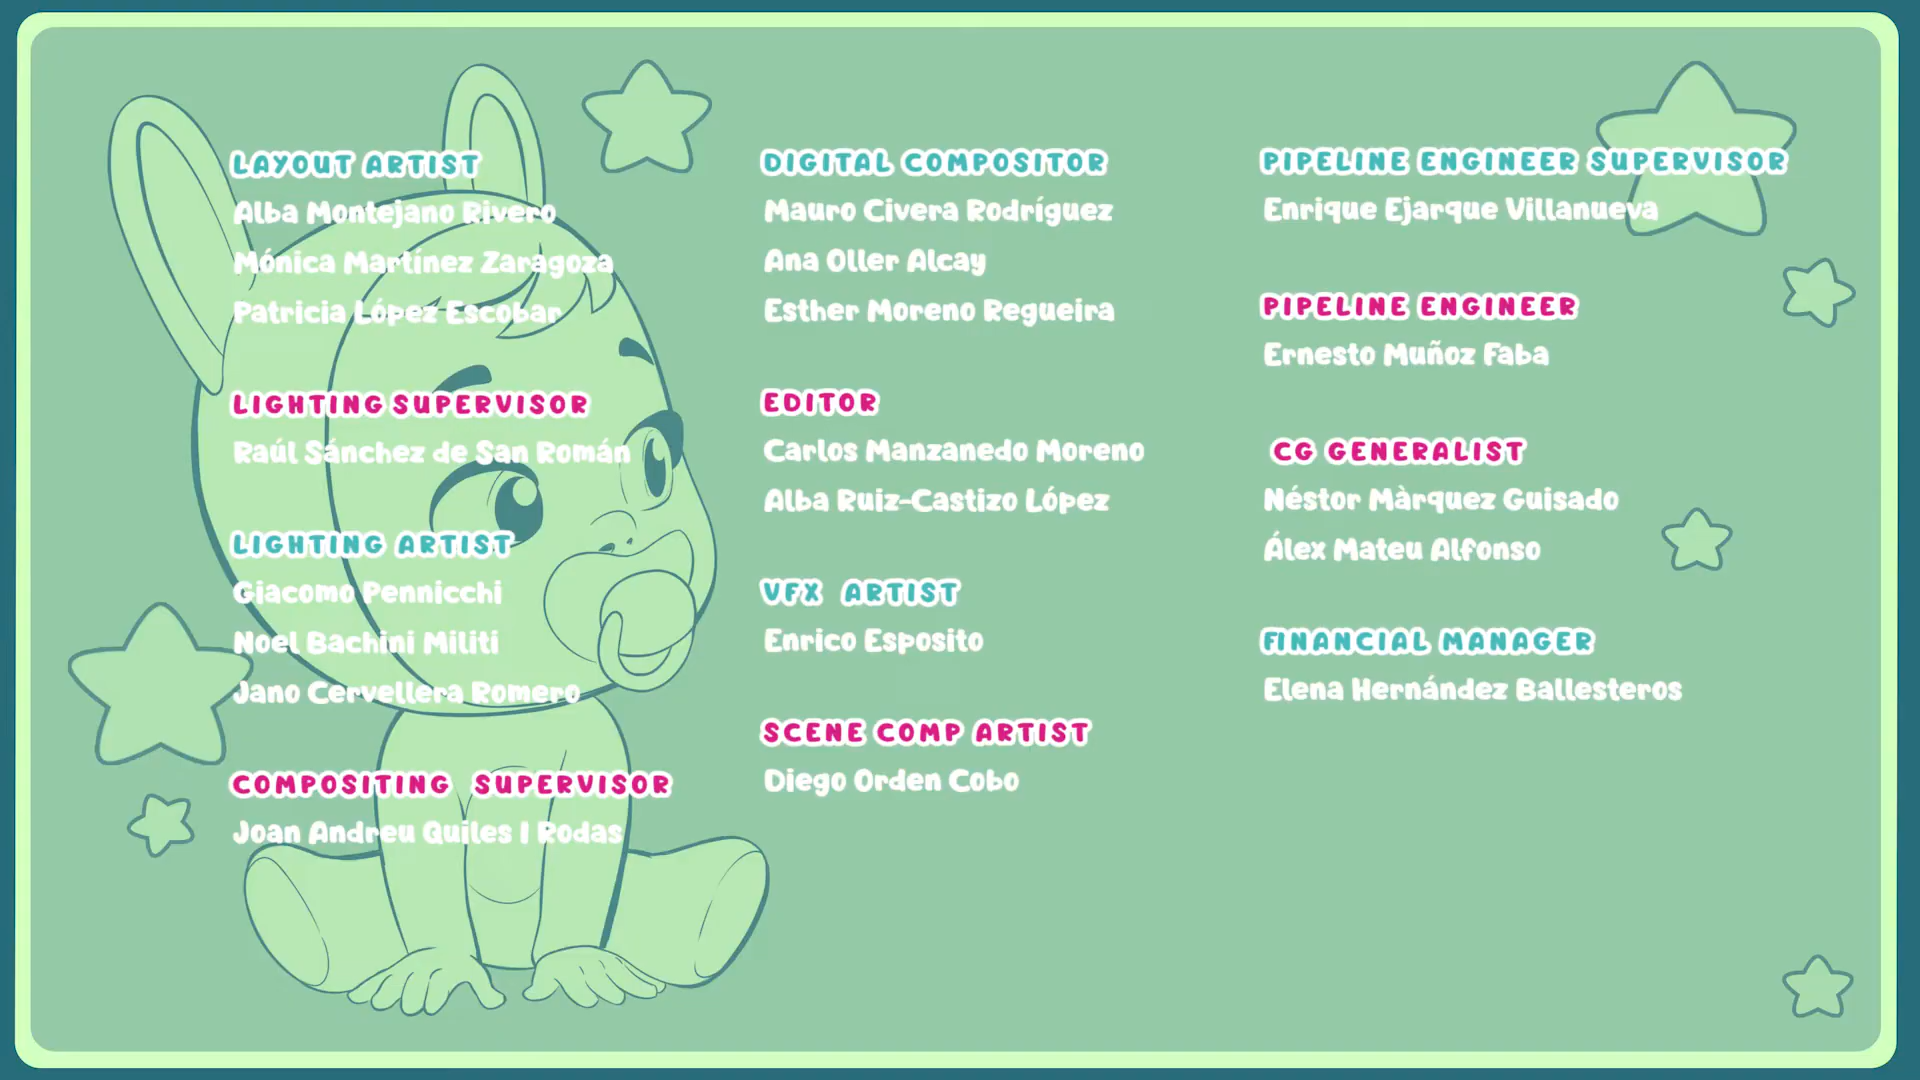 LAYOUT ARTIST
Alba Montejano Rivero
Mónica Martínez Zaragoza
Patricia López Escobar
LIGHTING SUPERVISOR
Raúl Sánchez de San Román
LIGHTING ARTIST
Giacomo Pennicchi
Noel Bachini Militi
Jano Cervellera Romero
COMPOSITING SUPERVISOR
Joan Andreu Quiles I Rodas
DIGITAL COMPOSITOR
Mauro Civera Rodríguez
Ana Oller Alcay
Esther Moreno Regueira
EDITOR
Carlos Manzanedo Moreno
Alba Ruiz-Castizo López
VFX ARTIST
Enrico Esposito
SCENE COMP ARTIST
Diego Orden Cobo
PIPELINE ENGINEER SUPERVISOR
Enrique Ejarque Villanueva
PIPELINE ENGINEER
Ernesto Muñoz Faba
CG GENERALIST
Néstor Màrquez Guisado
Álex Mateu Alfonso
FINANCIAL MANAGER
Elena Hernández Ballesteros